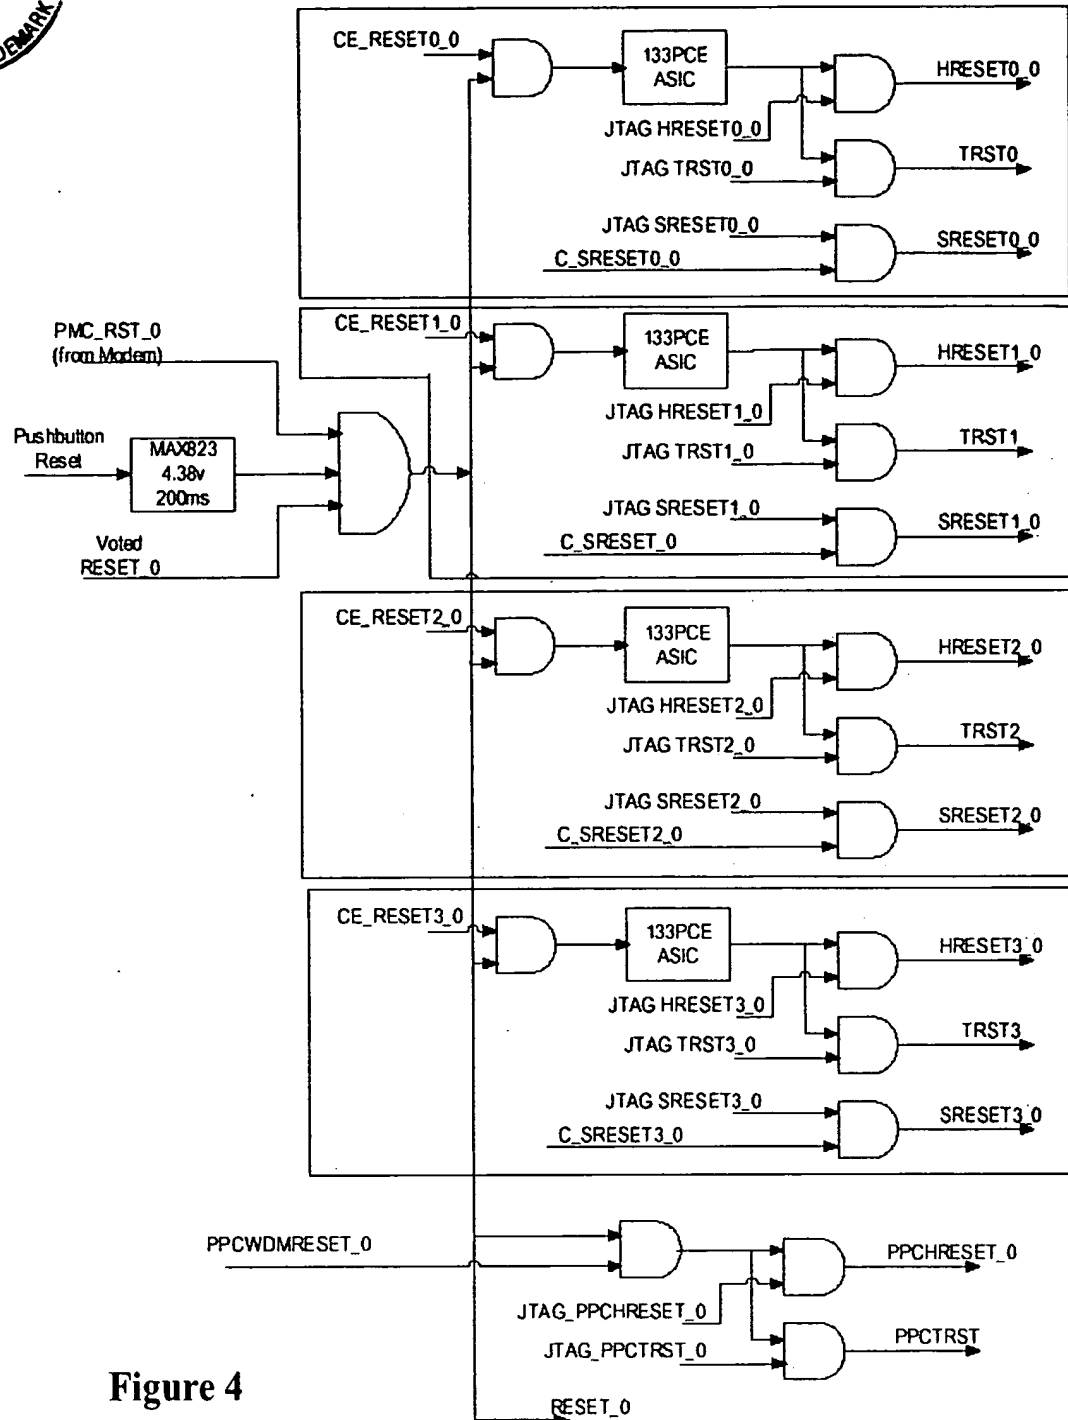 DEMARK
CE_RESET0_0
133PCE
ASIC
HRESET0_0
JTAG HRESET0_0
JTAG TRST0_0
TRST0
JTAG SRESET0_0
C_SRESET0_0
SRESET0_0
PMC_RST_0
(from Modem)
CE_RESET1_0
133PCE
ASIC
HRESET1_0
JTAG HRESET1_0
Pushbutton
Reset
MAX823
4.38v
200ms
JTAG TRST1_0
TRST1
JTAG SRESET1_0
C_SRESET_0
SRESET1_0
Voted
RESET_0
CE_RESET2_0
133PCE
ASIC
HRESET2_0
JTAG HRESET2_0
JTAG TRST2_0
TRST2
JTAG SRESET2_0
C_SRESET2_0
SRESET2_0
CE_RESET3_0
133PCE
ASIC
HRESET3_0
JTAG HRESET3_0
JTAG TRST3_0
TRST3
JTAG SRESET3_0
C_SRESET3_0
SRESET3_0
PPCWDMRESET_0
PPCHRESET_0
JTAG_PPCHRESET_0
JTAG_PPCTRST_0
PPCTRST
Figure 4
RESET_0